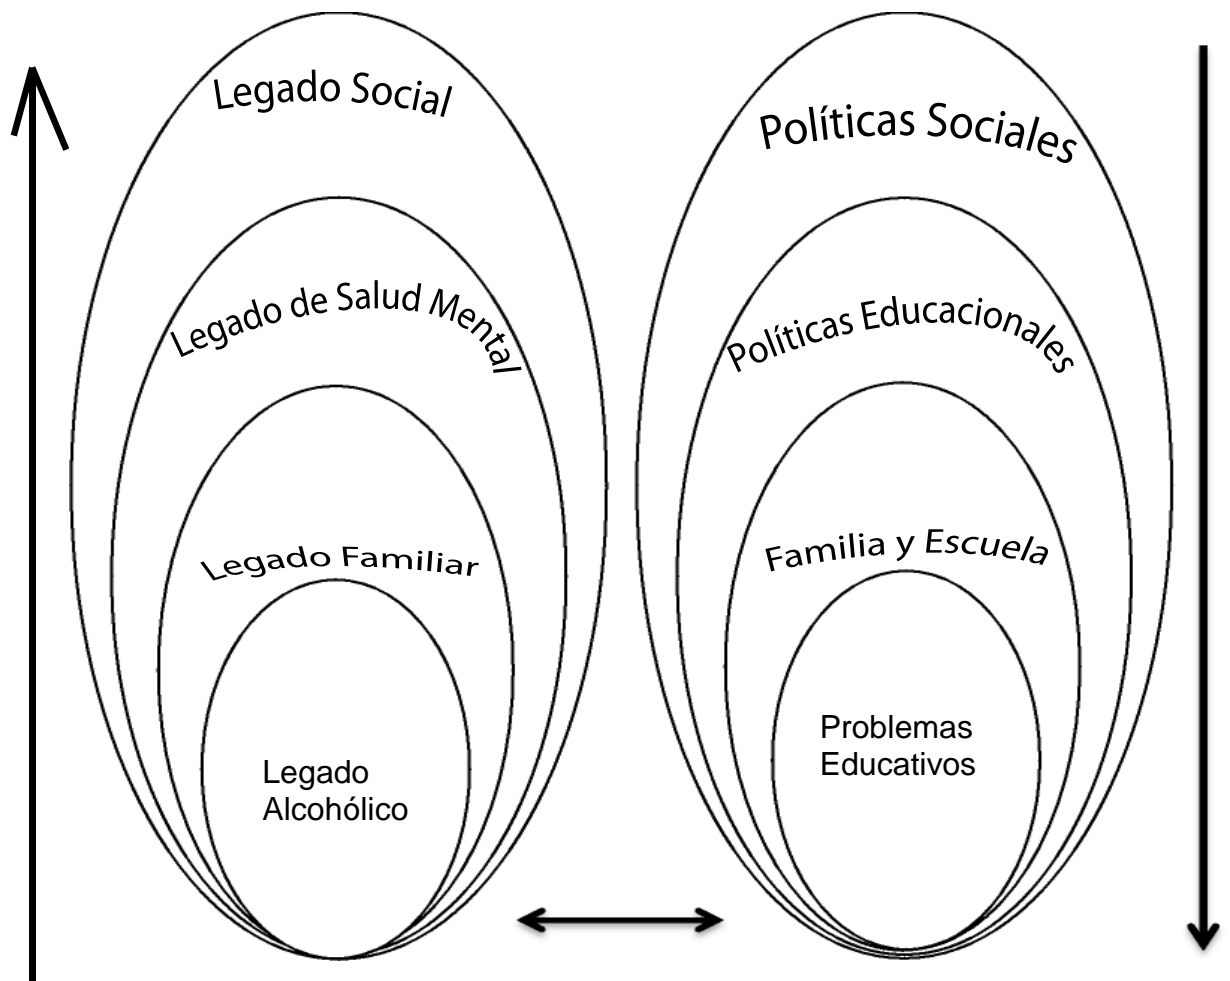 Legado Social
Legado de Salud Mental
Legado Familiar
Legado
Alcohólico
Políticas Sociales
Políticas Educacionales
Familia y Escuela
Problemas
Educativos